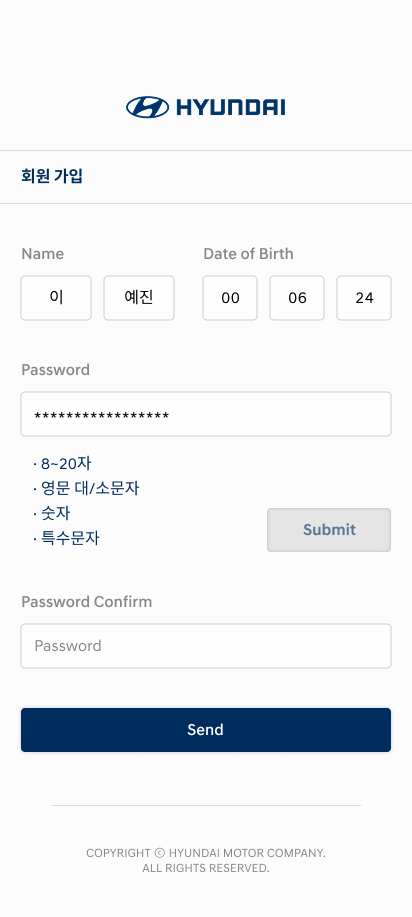 HYUNDAI
회원 가입
Name Date of Birth
이 예진 00 06 24
Password
*****************
· 8~20자
· 영문 대/소문자
· 숫자
· 특수문자
Submit
Password Confirm
Password
Send
COPYRIGHT ⓒ HYUNDAI MOTOR COMPANY.
ALL RIGHTS RESERVED.